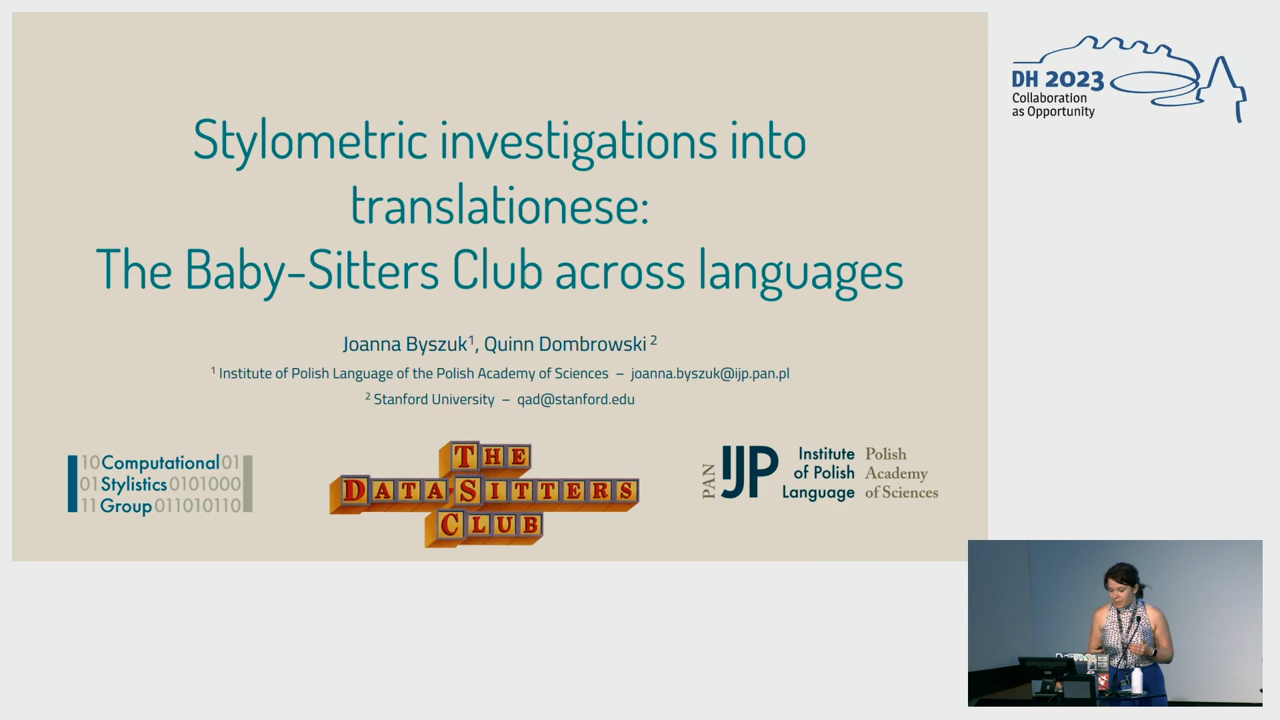 Stylometric investigations into
translationese:
The Baby-Sitters Club across languages
Joanna Byszuk¹, Quinn Dombrowski ²
¹ Institute of Polish Language of the Polish Academy of Sciences – joanna.byszuk@ijp.pan.pl
² Stanford University – qad@stanford.edu
10Computational01
01Stylistics0101000
11Group011010110
THE
DATA-SITTERS
CLUB
PAN
IJP
Institute
of Polish
Language
Polish
Academy
of Sciences
DH 2023
Collaboration
as Opportunity